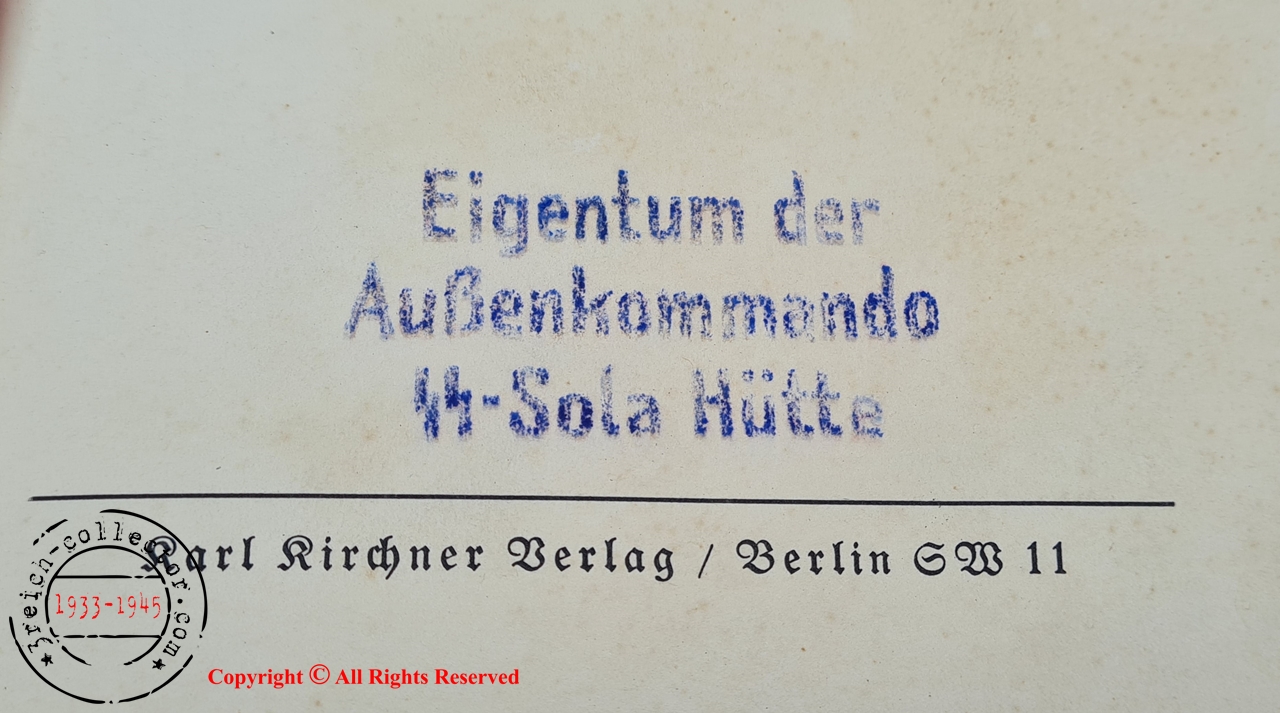 Eigentum der
Außenkommando
ᛋᛋ-Sola Hütte
Karl Kirchner Verlag / Berlin SW 11
3reich-collector.com
1933-1945
Copyright © All Rights Reserved